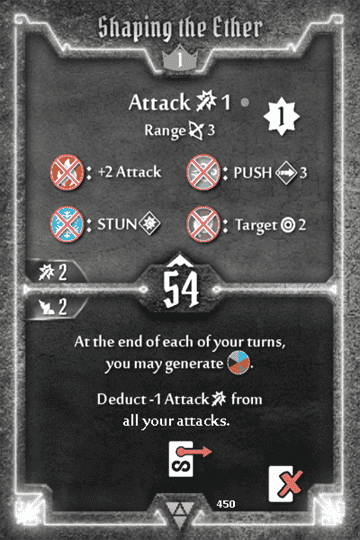 Shaping the Ether
1
Attack 1
1
Range 3
: +2 Attack
: PUSH 3
: STUN
: Target 2
2
54
2
At the end of each of your turns,
you may generate .
Deduct -1 Attack from
all your attacks.
450